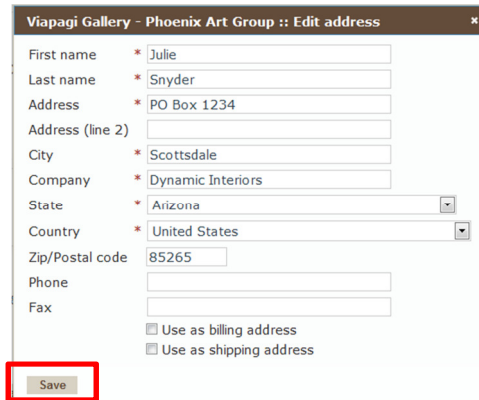 Viapagi Gallery - Phoenix Art Group :: Edit address ×
First name * Julie
Last name * Snyder
Address * PO Box 1234
Address (line 2)
City * Scottsdale
Company * Dynamic Interiors
State * Arizona
Country * United States
Zip/Postal code 85265
Phone
Fax
Use as billing address
Use as shipping address
Save